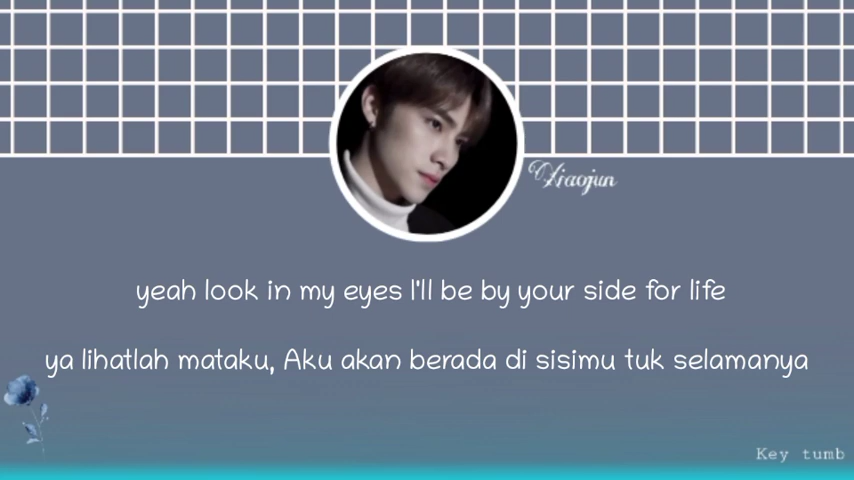 Xiaojun
yeah look in my eyes I'll be by your side for life
ya lihatlah mataku, Aku akan berada di sisimu tuk selamanya
Key tumb